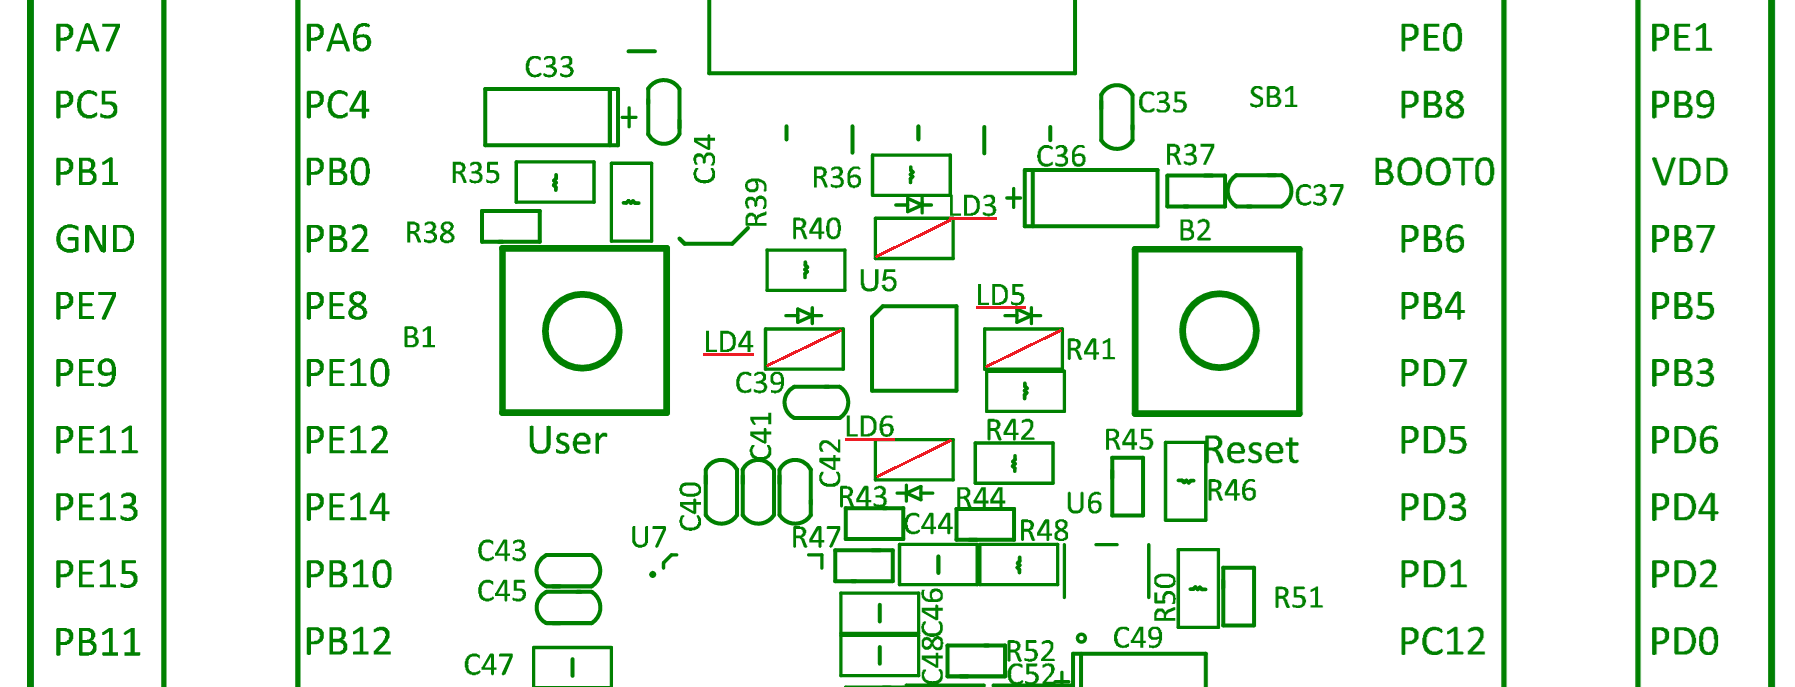 PA7 PA6 PE0 PE1
C33
PC5 PC4 C35 SB1 PB8 PB9
C34 C36 R37
PB1 R35 PB0 R36 BOOT0 VDD
R39 LD3 C37
GND R38 PB2 R40 B2 PB6 PB7
U5
PE7 PE8 LD5 PB4 PB5
B1 LD4 R41
PE9 PE10 C39 PD7 PB3
C41 LD6 R42
PE11 User PE12 R45 Reset PD5 PD6
C42
PE13 PE14 C40 R43 R44 U6 R46 PD3 PD4
U7 R47 C44 R48
C43
PE15 PB10 PD1 PD2
C45 R50 R51
C46
PB11 PB12 C49 PC12 PD0
C47 C48 R52
C52